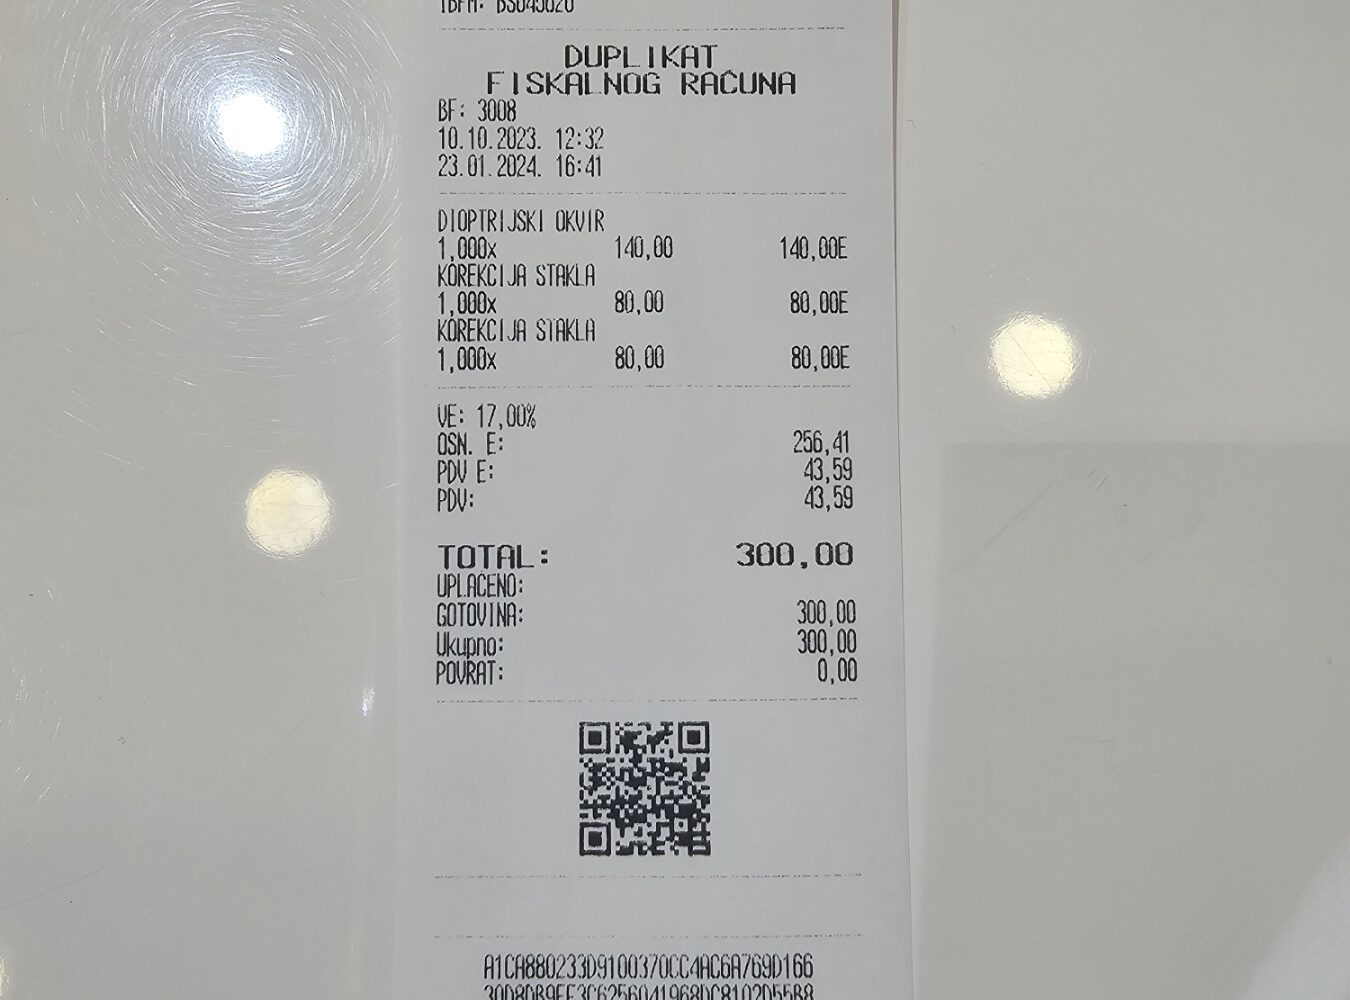 IBFM: BS045020
DUPLIKAT
FISKALNOG RAČUNA
BF: 3008
10.10.2023. 12:32
23.01.2024. 16:41
DIOPTRIJSKI OKVIR
1,000x 140,00 140,00E
KOREKCIJA STAKLA
1,000x 80,00 80,00E
KOREKCIJA STAKLA
1,000x 80,00 80,00E
VE: 17,00%
OSN. E: 256,41
PDV E: 43,59
PDV: 43,59
TOTAL: 300,00
UPLAĆENO:
GOTOVINA: 300,00
Ukupno: 300,00
POVRAT: 0,00
A1CA880233D9100370CC4AC6A769D166